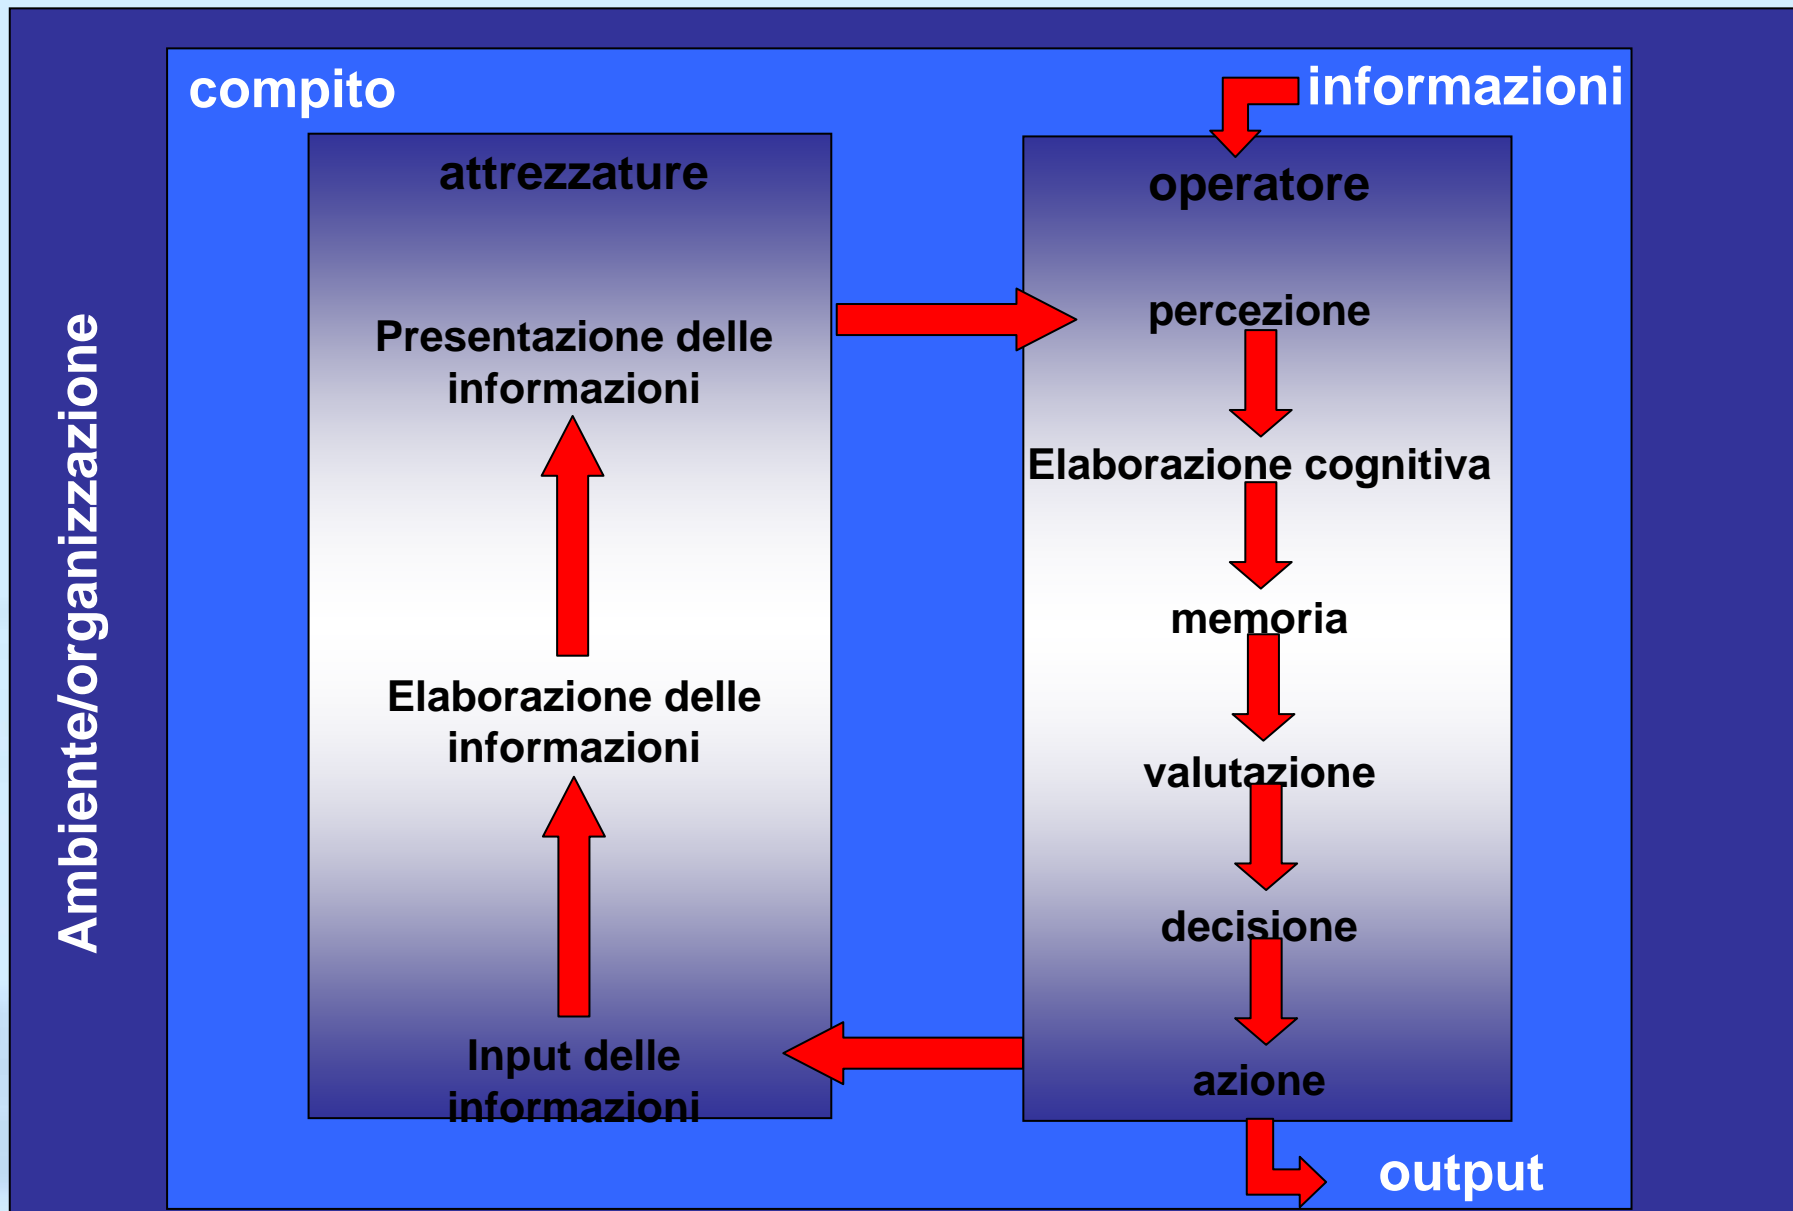 Ambiente/organizzazione
compito
informazioni
attrezzature
Presentazione delle
informazioni
Elaborazione delle
informazioni
Input delle
informazioni
operatore
percezione
Elaborazione cognitiva
memoria
valutazione
decisione
azione
output